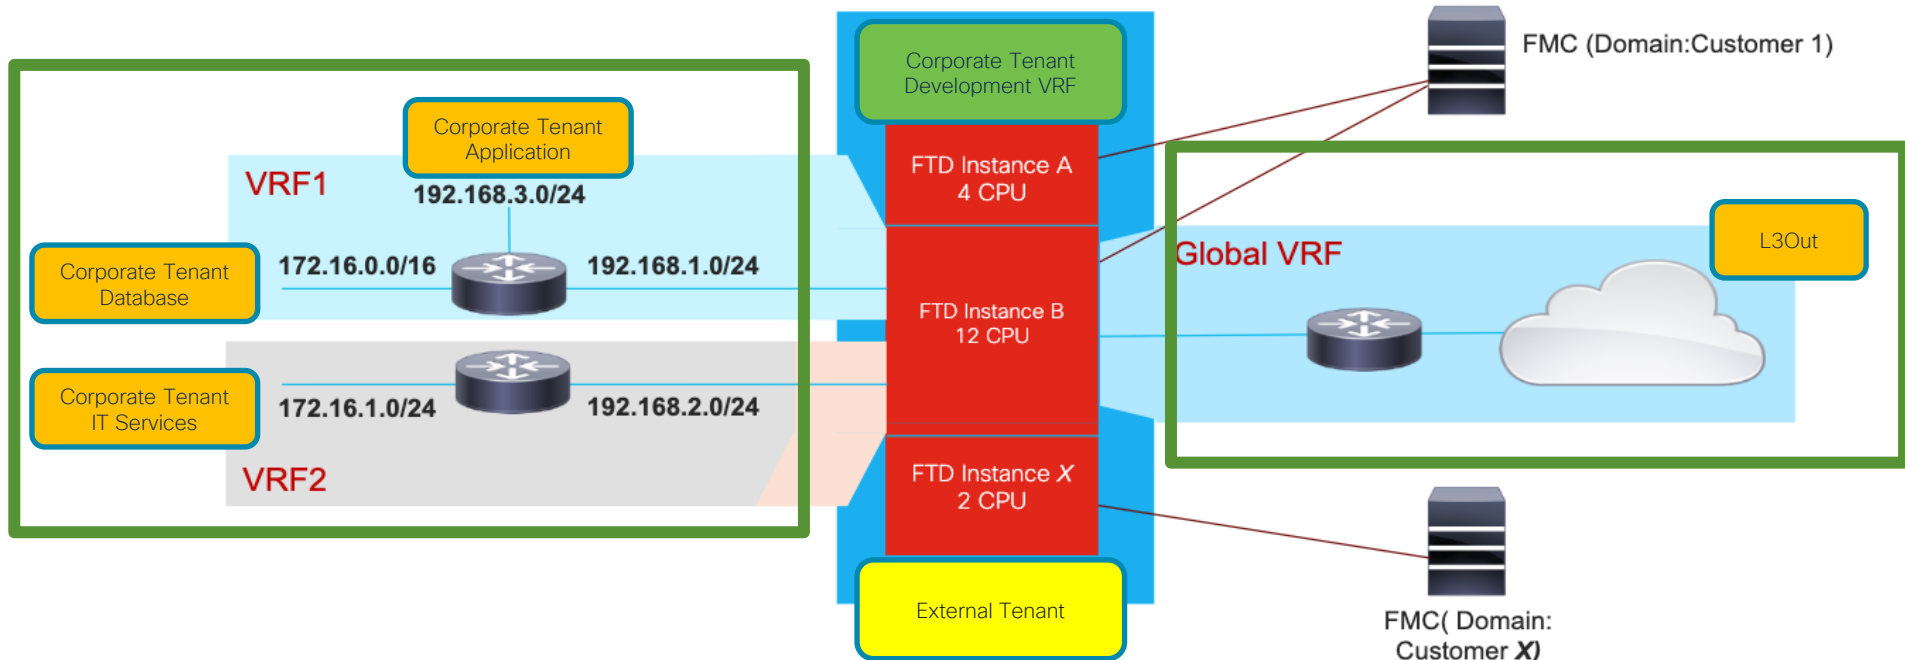 Corporate Tenant
Development VRF
FMC (Domain:Customer 1)
Corporate Tenant
Application
VRF1
192.168.3.0/24
FTD Instance A
4 CPU
Corporate Tenant
Database
172.16.0.0/16
192.168.1.0/24
Global VRF
L3Out
FTD Instance B
12 CPU
Corporate Tenant
IT Services
172.16.1.0/24
192.168.2.0/24
VRF2
FTD Instance X
2 CPU
External Tenant
FMC( Domain:
Customer X)